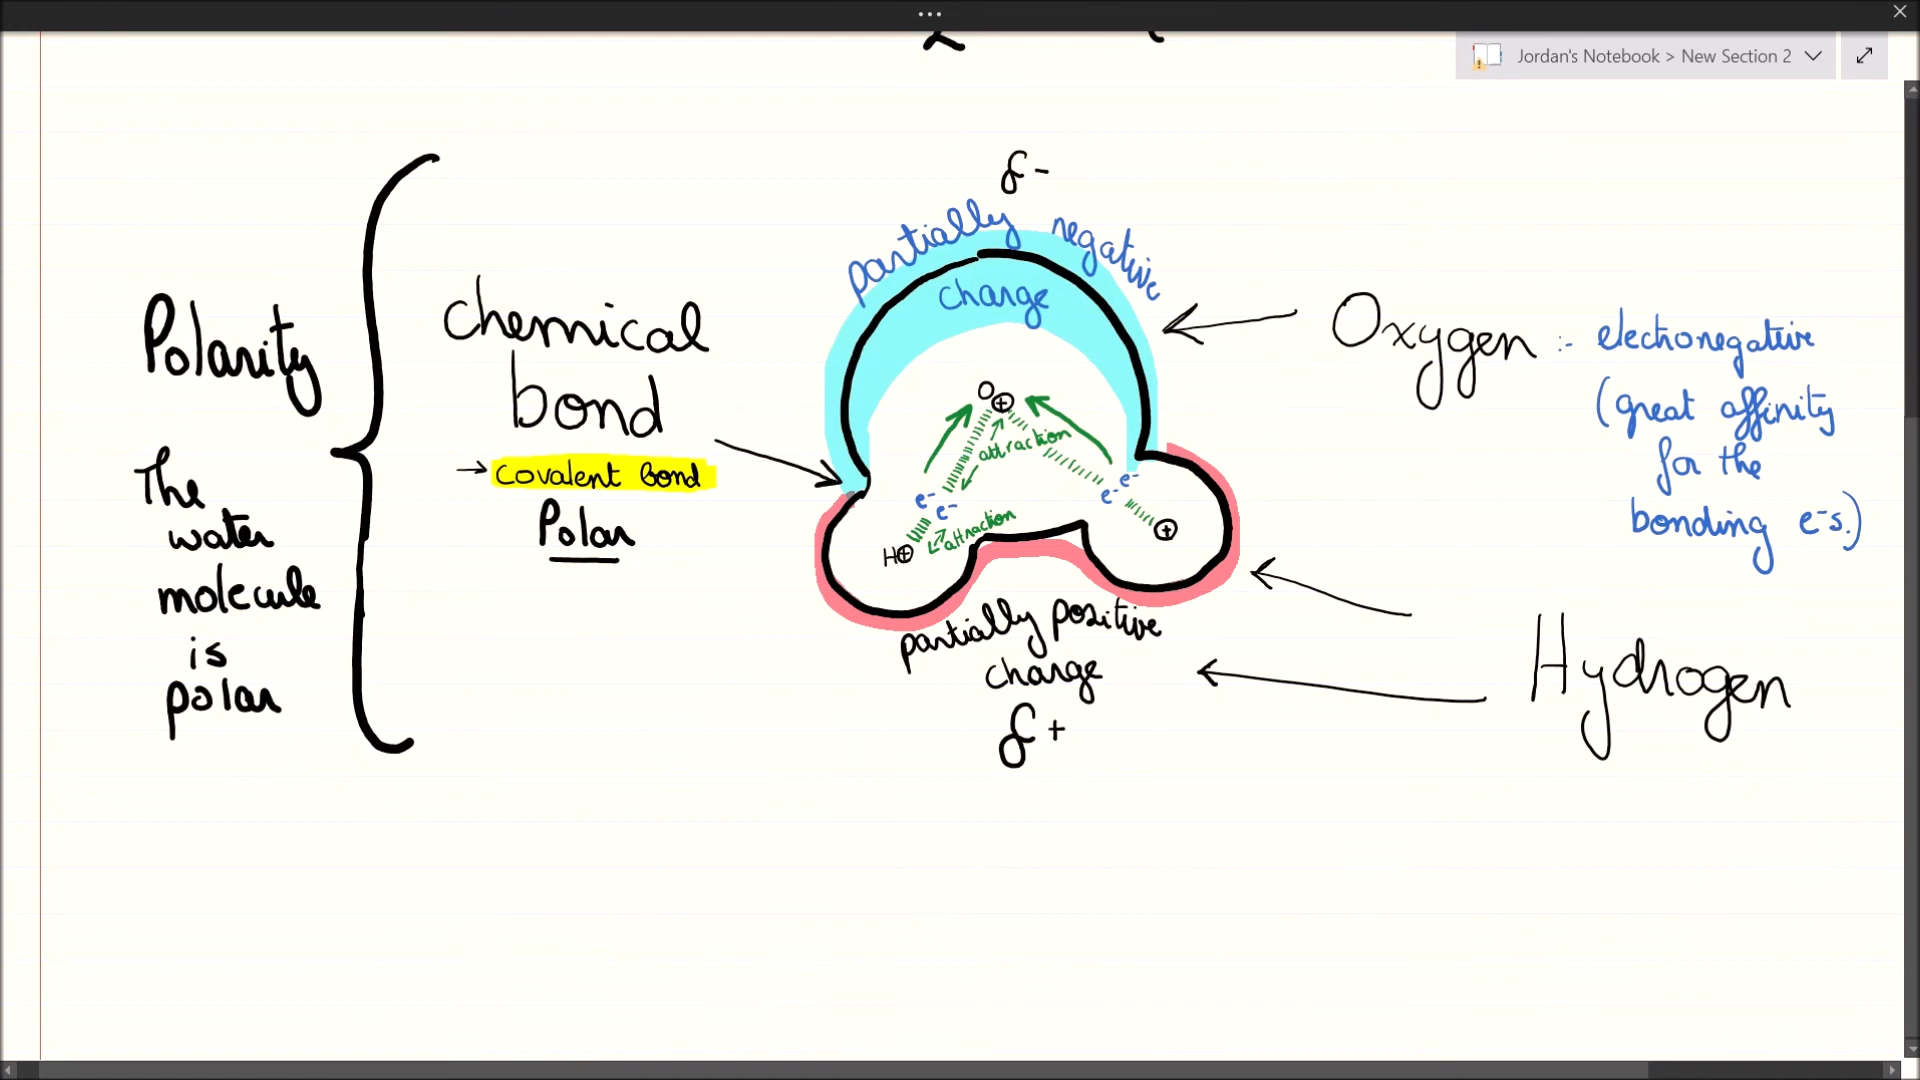 ...
Jordan's Notebook > New Section 2
Polarity
The
water
molecule
is
polar
chemical
bond
→ covalent bond
Polar
δ -
partially negative
charge
O ⊕
attraction
e- e-
e- e-
attraction
H⊕
⊕
partially positive
charge
δ +
Oxygen :- electronegative
(great affinity
for the
bonding e-s.)
Hydrogen